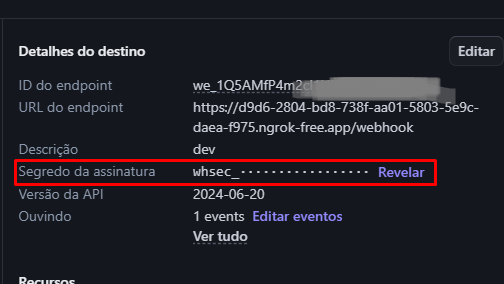 Detalhes do destino
Editar
ID do endpoint
we_1Q5AMfP4m2
URL do endpoint
https://d9d6-2804-bd8-738f-aa01-5803-5e9c-
daea-f975.ngrok-free.app/webhook
Descrição
dev
Segredo da assinatura
whsec_·················
Revelar
Versão da API
2024-06-20
Ouvindo
1 events Editar eventos
Ver tudo
Recursos